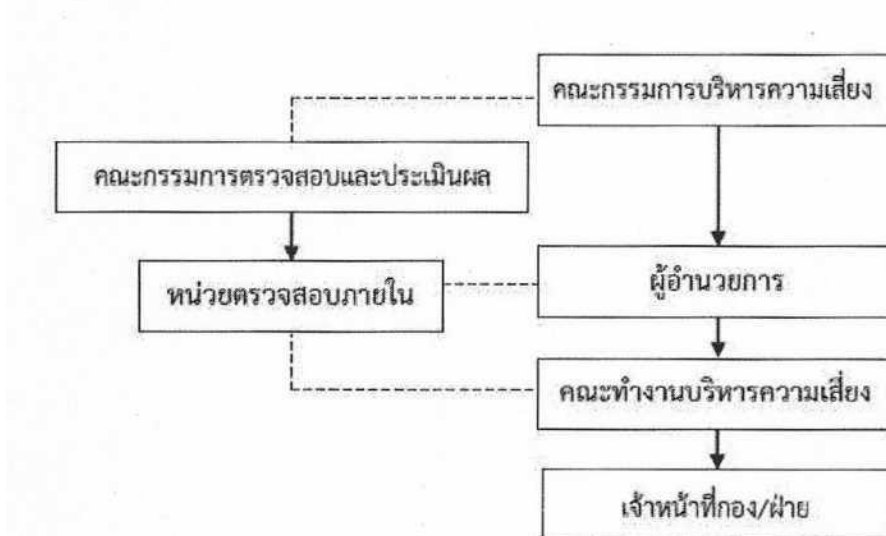 คณะกรรมการบริหารความเสี่ยง
คณะกรรมการตรวจสอบและประเมินผล
หน่วยตรวจสอบภายใน
ผู้อำนวยการ
คณะทำงานบริหารความเสี่ยง
เจ้าหน้าที่กอง/ฝ่าย